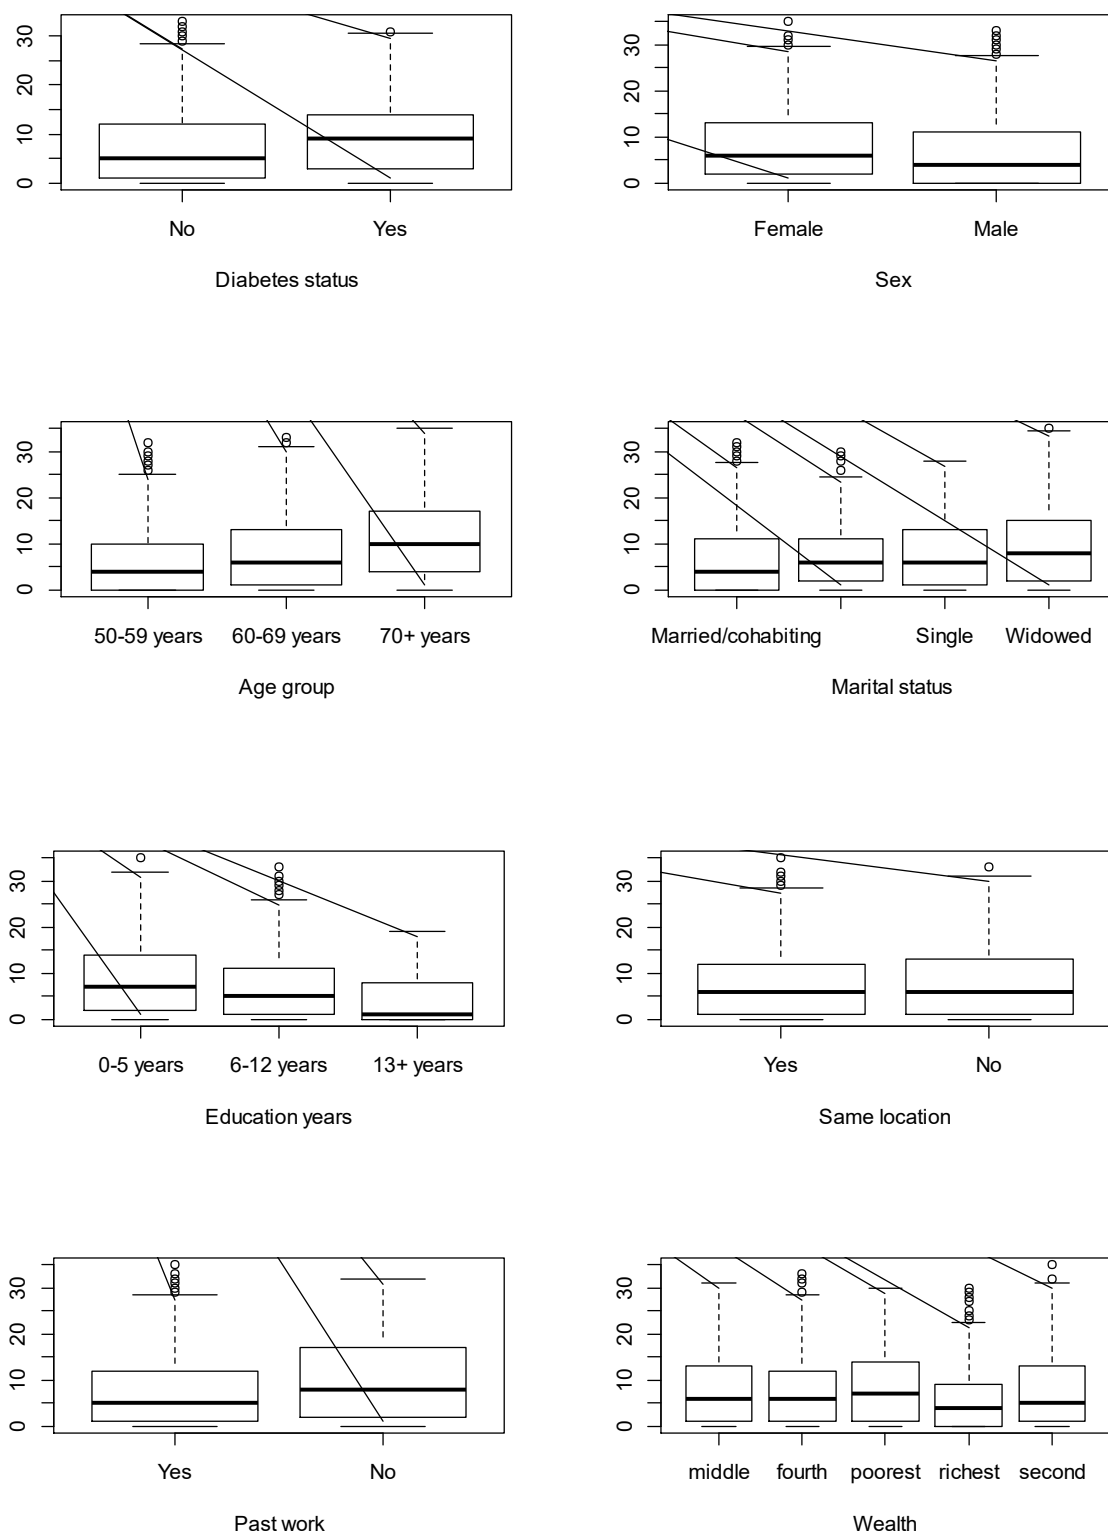 0 10 20 30
No Yes
Diabetes status
0 10 20 30
Female Male
Sex
0 10 20 30
50-59 years 60-69 years 70+ years
Age group
0 10 20 30
Married/cohabiting Single Widowed
Marital status
0 10 20 30
0-5 years 6-12 years 13+ years
Education years
0 10 20 30
Yes No
Same location
0 10 20 30
Yes No
Past work
0 10 20 30
middle fourth poorest richest second
Wealth